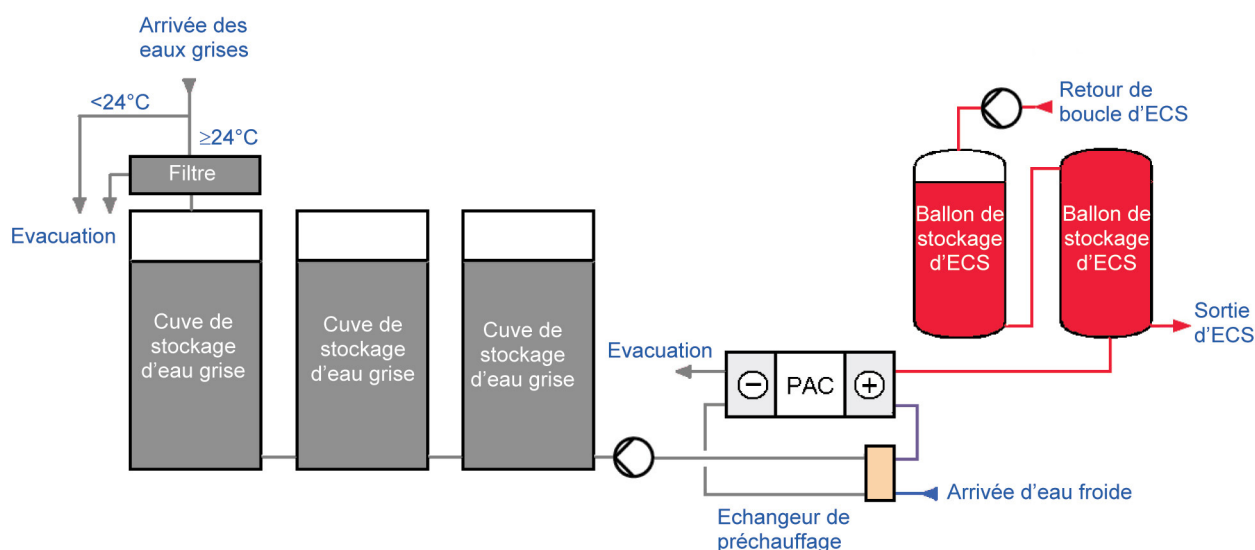 Arrivée des
eaux grises
<24°C
≥24°C
Filtre
Evacuation
Cuve de
stockage
d'eau grise
Cuve de
stockage
d'eau grise
Cuve de
stockage
d'eau grise
Retour de
boucle d'ECS
Ballon de
stockage
d'ECS
Ballon de
stockage
d'ECS
Sortie
d'ECS
Evacuation
− PAC +
Arrivée d'eau froide
Echangeur de
préchauffage